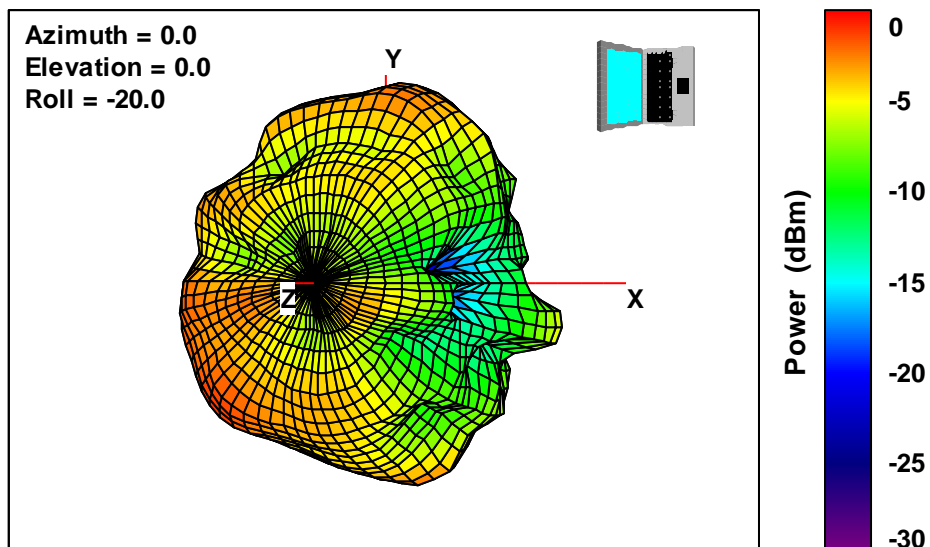 Azimuth = 0.0
Elevation = 0.0
Roll = -20.0
Y
X
Z
Power (dBm)
0
-5
-10
-15
-20
-25
-30